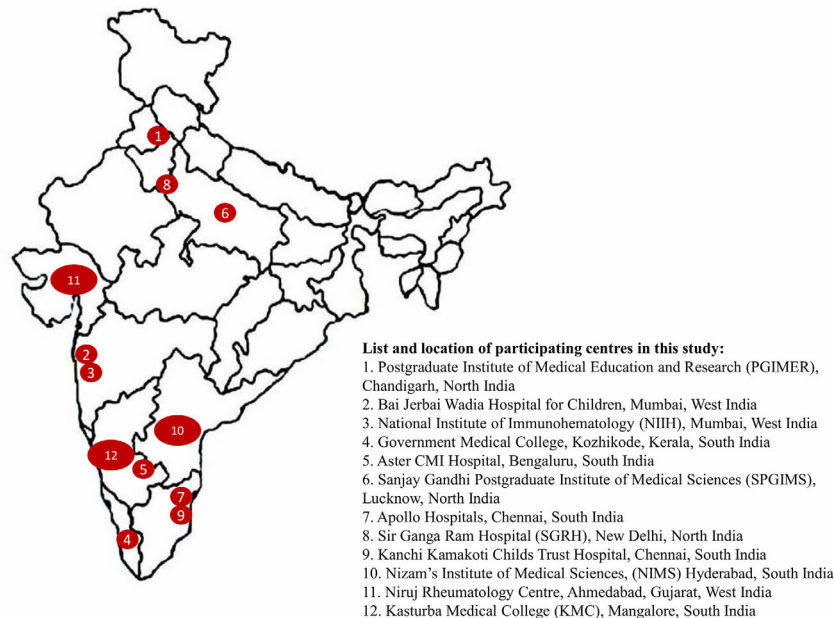 1
8
6
11
2
3
10
12
5
7
9
4
List and location of participating centres in this study:
1. Postgraduate Institute of Medical Education and Research (PGIMER),
Chandigarh, North India
2. Bai Jerbai Wadia Hospital for Children, Mumbai, West India
3. National Institute of Immunohematology (NIIH), Mumbai, West India
4. Government Medical College, Kozhikode, Kerala, South India
5. Aster CMI Hospital, Bengaluru, South India
6. Sanjay Gandhi Postgraduate Institute of Medical Sciences (SPGIMS),
Lucknow, North India
7. Apollo Hospitals, Chennai, South India
8. Sir Ganga Ram Hospital (SGRH), New Delhi, North India
9. Kanchi Kamakoti Childs Trust Hospital, Chennai, South India
10. Nizam's Institute of Medical Sciences, (NIMS) Hyderabad, South India
11. Niruj Rheumatology Centre, Ahmedabad, Gujarat, West India
12. Kasturba Medical College (KMC), Mangalore, South India